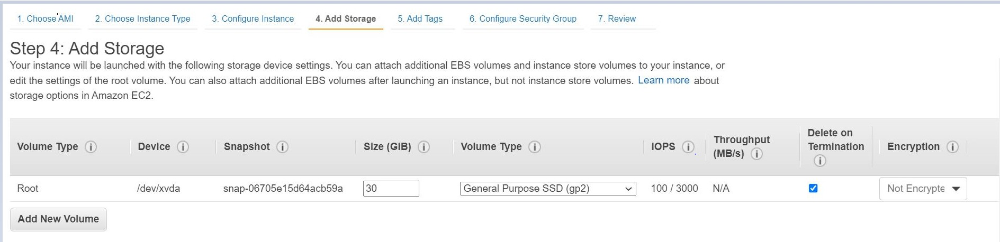 1. Choose AMI 2. Choose Instance Type 3. Configure Instance 4. Add Storage 5. Add Tags 6. Configure Security Group 7. Review
Step 4: Add Storage
Your instance will be launched with the following storage device settings. You can attach additional EBS volumes and instance store volumes to your instance, or
edit the settings of the root volume. You can also attach additional EBS volumes after launching an instance, but not instance store volumes. Learn more about
storage options in Amazon EC2.
Volume Type i Device i Snapshot i Size (GiB) i Volume Type i IOPS i Throughput (MB/s) i Delete on Termination i Encryption i
Root /dev/xvda snap-06705e15d64acb59a 30 General Purpose SSD (gp2) 100 / 3000 N/A Not Encrypte
Add New Volume